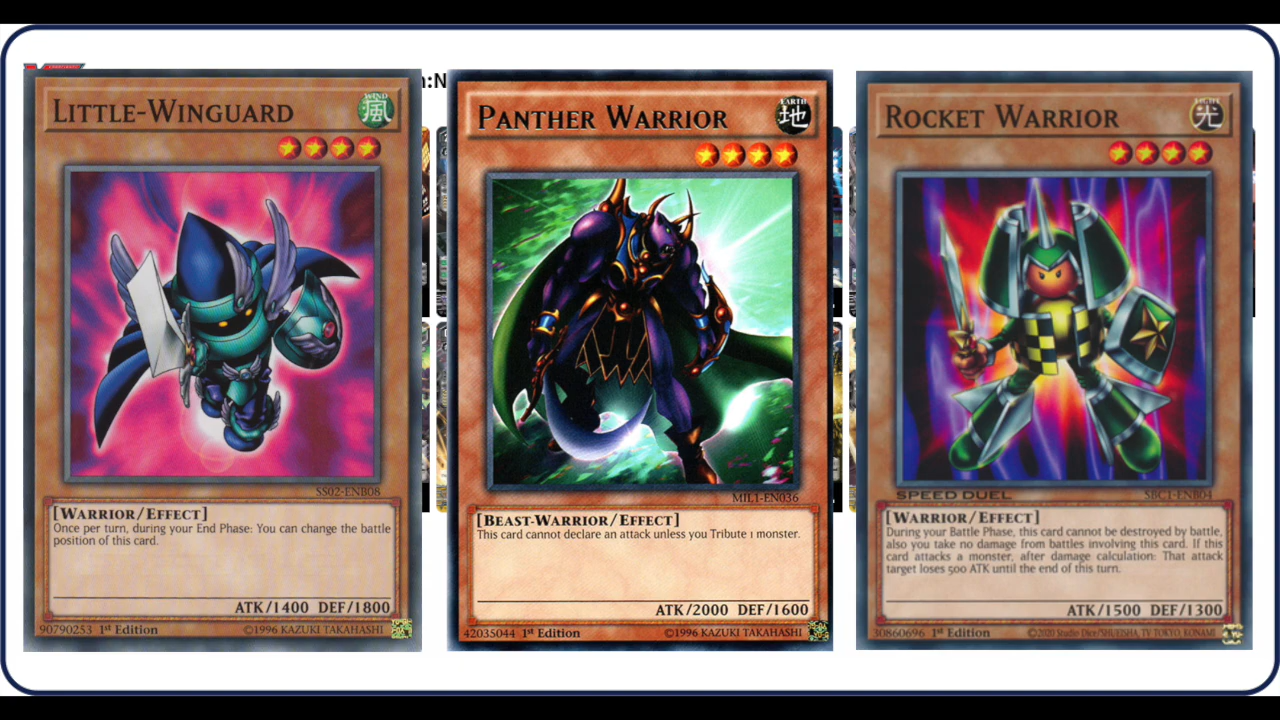 :N
LITTLE-WINGUARD
WIND
風
[WARRIOR/EFFECT]
Once per turn, during your End Phase: You can change the battle
position of this card.
SS02-ENB08
ATK/1400 DEF/1800
90790253 1st Edition
©1996 KAZUKI TAKAHASHI
PANTHER WARRIOR
EARTH
地
MIL1-EN036
[BEAST-WARRIOR/EFFECT]
This card cannot declare an attack unless you Tribute 1 monster.
ATK/2000 DEF/1600
42035044 1st Edition
©1996 KAZUKI TAKAHASHI
ROCKET WARRIOR
LIGHT
光
SPEED DUEL
SBC1-ENB04
[WARRIOR/EFFECT]
During your Battle Phase, this card cannot be destroyed by battle,
also you take no damage from battles involving this card. If this
card attacks a monster, after damage calculation: That attack
target loses 500 ATK until the end of this turn.
ATK/1500 DEF/1300
30860696 1st Edition
©2020 Studio Dice/SHUEISHA, TV TOKYO, KONAMI